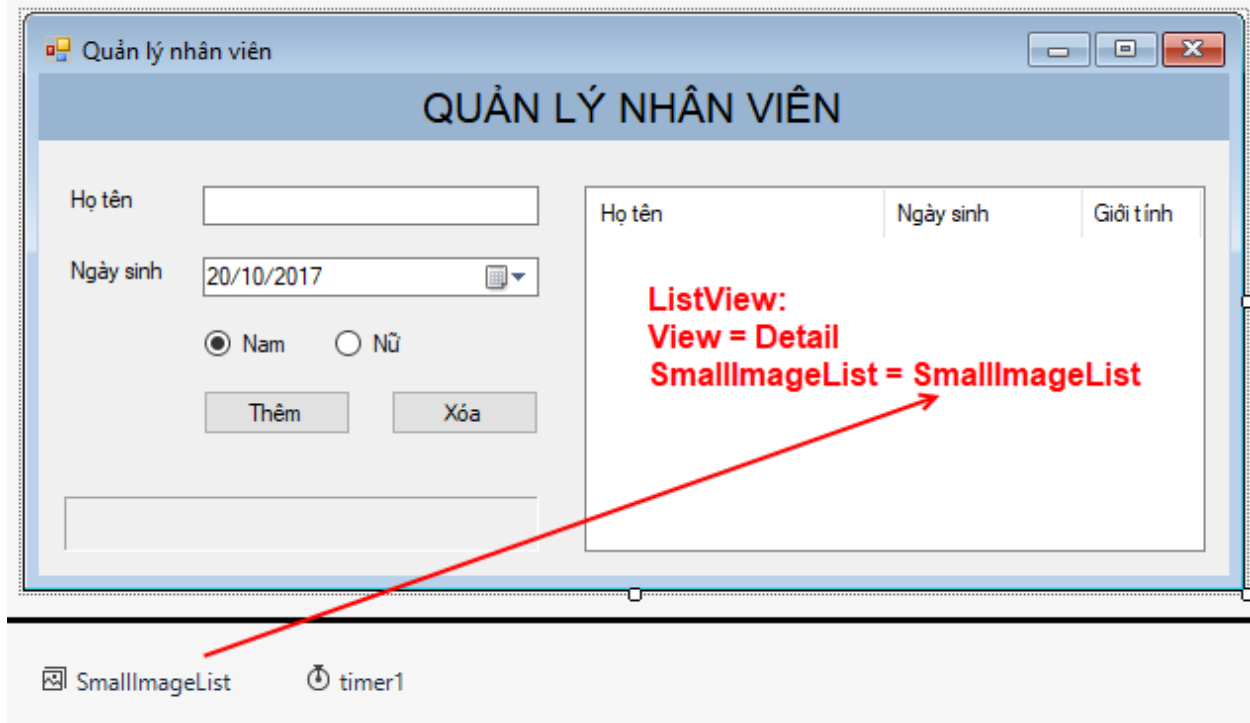 Quản lý nhân viên
QUẢN LÝ NHÂN VIÊN
Họ tên
Ngày sinh
20/10/2017
Nam
Nữ
Thêm
Xóa
Họ tên
Ngày sinh
Giới tính
ListView:
View = Detail
SmallImageList = SmallImageList
SmallImageList
timer1